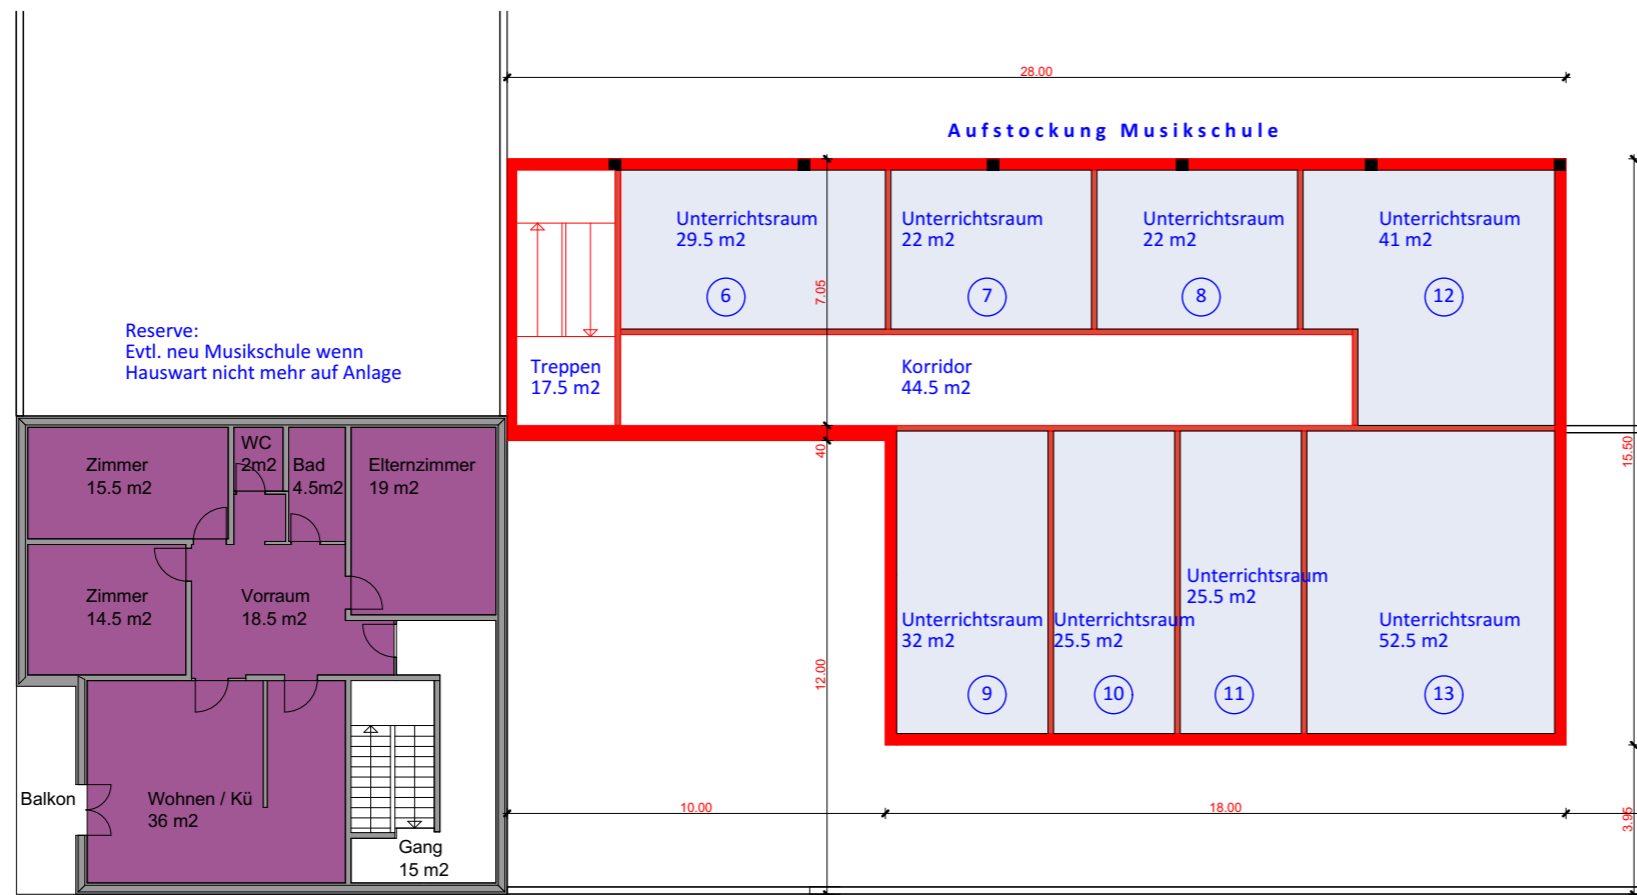 28.00
Aufstockung Musikschule
Unterrichtsraum
29.5 m2
6
Unterrichtsraum
22 m2
7
Unterrichtsraum
22 m2
8
Unterrichtsraum
41 m2
12
7.05
Reserve:
Evtl. neu Musikschule wenn
Hauswart nicht mehr auf Anlage
Treppen
17.5 m2
Korridor
44.5 m2
40
15.50
Zimmer
15.5 m2
WC
2m2
Bad
4.5m2
Elternzimmer
19 m2
Zimmer
14.5 m2
Vorraum
18.5 m2
Unterrichtsraum
32 m2
9
Unterrichtsraum
25.5 m2
10
Unterrichtsraum
25.5 m2
11
Unterrichtsraum
52.5 m2
13
12.00
Balkon
Wohnen / Kü
36 m2
Gang
15 m2
10.00
18.00
3.95